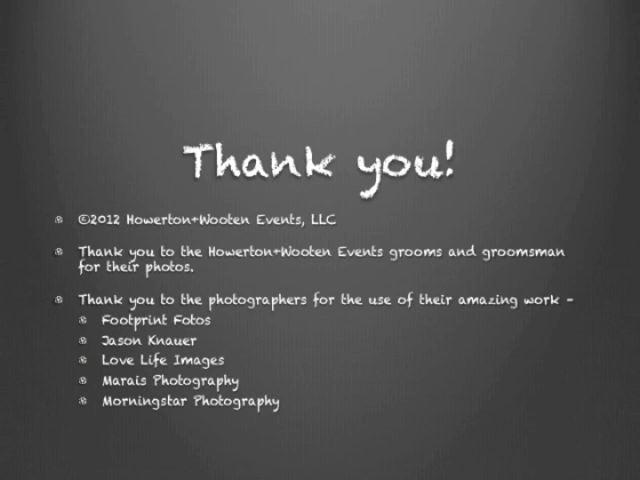 Thank you!
©2012 Howerton+Wooten Events, LLC
Thank you to the Howerton+Wooten Events grooms and groomsman
for their photos.
Thank you to the photographers for the use of their amazing work -
Footprint Fotos
Jason Knauer
Love Life Images
Marais Photography
Morningstar Photography